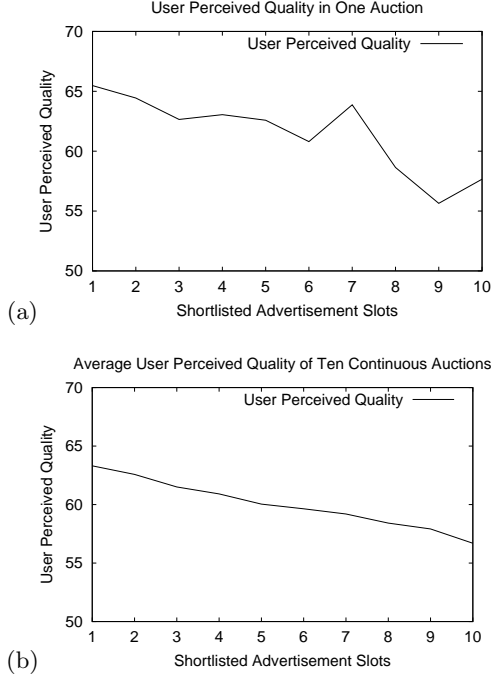 User Perceived Quality in One Auction
70
User Perceived Quality
65
60
55
50
User Perceived Quality
1 2 3 4 5 6 7 8 9 10
Shortlisted Advertisement Slots
(a)
Average User Perceived Quality of Ten Continuous Auctions
70
User Perceived Quality
65
60
55
50
User Perceived Quality
1 2 3 4 5 6 7 8 9 10
Shortlisted Advertisement Slots
(b)